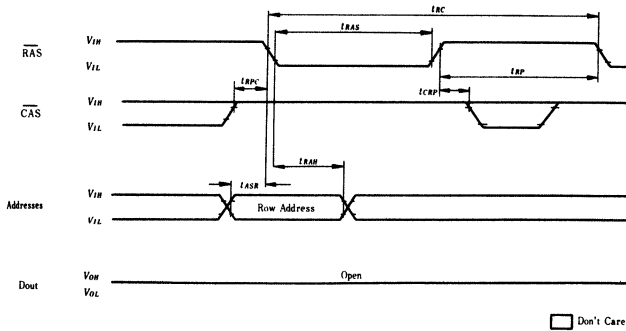 tRC
tRAS
RAS
VIH
VIL
tRPC
tRP
tCRP
CAS
VIH
VIL
tRAH
tASR
Addresses
VIH
VIL
Row Address
Dout
VOH
VOL
Open
Don't Care